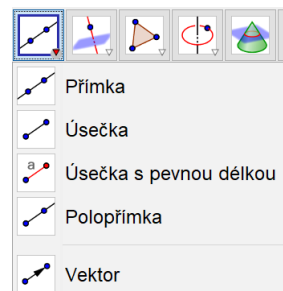 a
Přímka
Úsečka
Úsečka s pevnou délkou
Polopřímka
Vektor